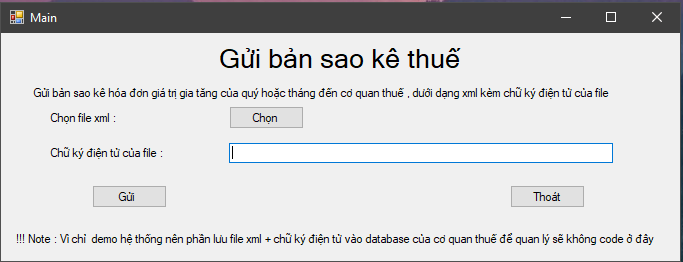 Main
Gửi bản sao kê thuế
Gửi bản sao kê hóa đơn giá trị gia tăng của quý hoặc tháng đến cơ quan thuế , dưới dạng xml kèm chữ ký điện tử của file
Chọn file xml :
Chọn
Chữ ký điện tử của file :
Gửi
Thoát
!!! Note : Vì chỉ demo hệ thống nên phần lưu file xml + chữ ký điện tử vào database của cơ quan thuế để quan lý sẽ không code ở đây